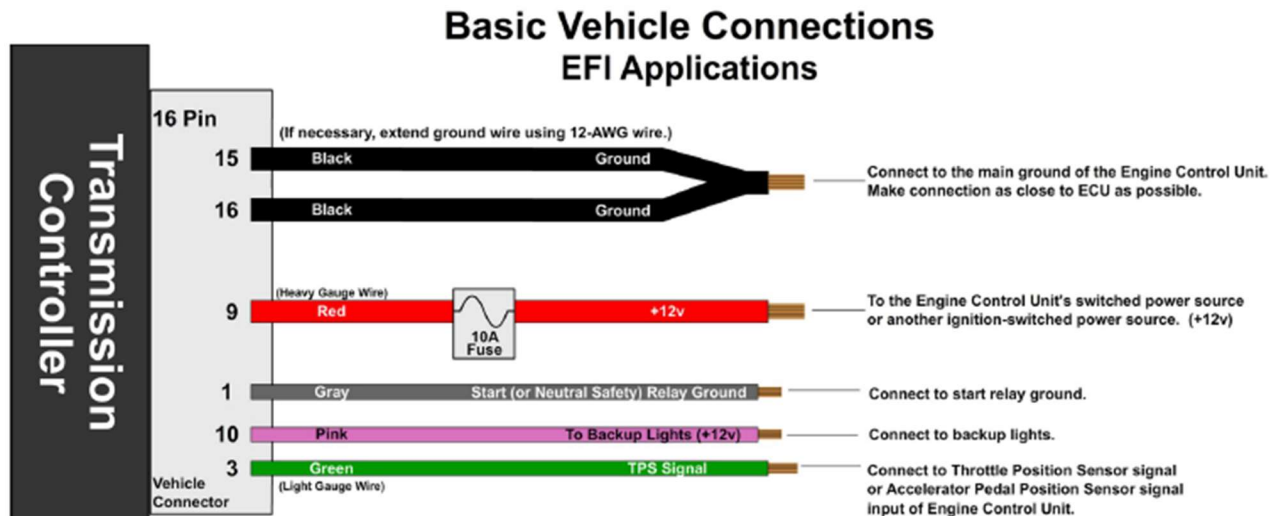 Basic Vehicle Connections
EFI Applications
Transmission
Controller
16 Pin
(If necessary, extend ground wire using 12-AWG wire.)
15 Black Ground
16 Black Ground
Connect to the main ground of the Engine Control Unit.
Make connection as close to ECU as possible.
(Heavy Gauge Wire)
9 Red +12v
10A
Fuse
To the Engine Control Unit's switched power source
or another ignition-switched power source. (+12v)
1 Gray Start (or Neutral Safety) Relay Ground Connect to start relay ground.
10 Pink To Backup Lights (+12v) Connect to backup lights.
3 Green TPS Signal
(Light Gauge Wire)
Connect to Throttle Position Sensor signal
or Accelerator Pedal Position Sensor signal
input of Engine Control Unit.
Vehicle
Connector